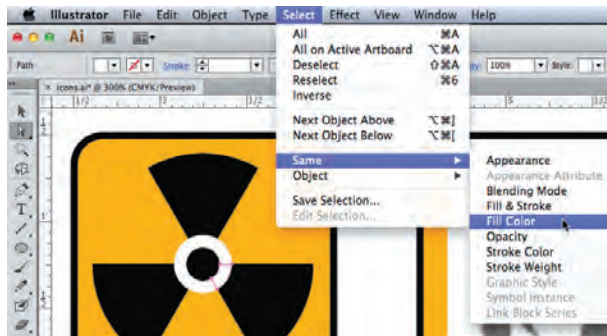 Illustrator File Edit Object Type Select Effect View Window Help
Ai
Path
Stroke:
100%
Style:
icons.ai* @ 300% (CMYK/Preview)
All ⌘A
All on Active Artboard ⌥⌘A
Deselect ⇧⌘A
Reselect ⌘6
Inverse
Next Object Above ⌥⌘]
Next Object Below ⌥⌘[
Same
Object
Save Selection...
Edit Selection...
Appearance
Appearance Attribute
Blending Mode
Fill & Stroke
Fill Color
Opacity
Stroke Color
Stroke Weight
Graphic Style
Symbol Instance
Link Block Series